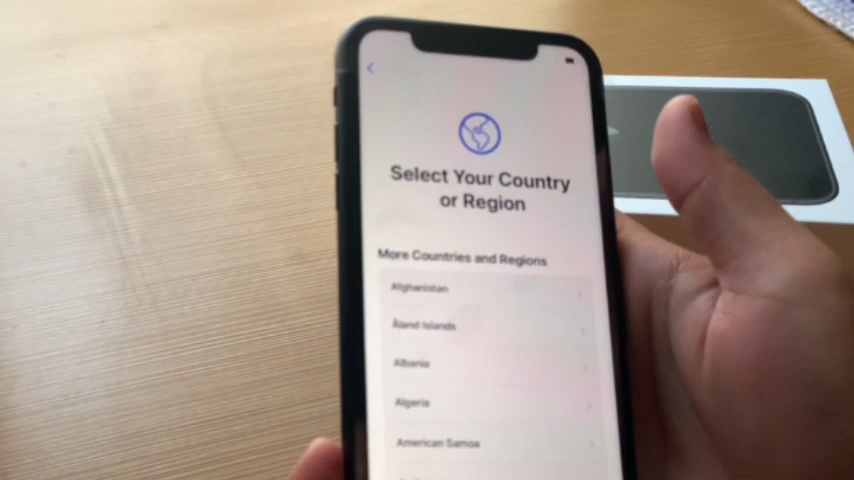 Select Your Country
or Region
More Countries and Regions
Afghanistan
Åland Islands
Albania
Algeria
American Samoa